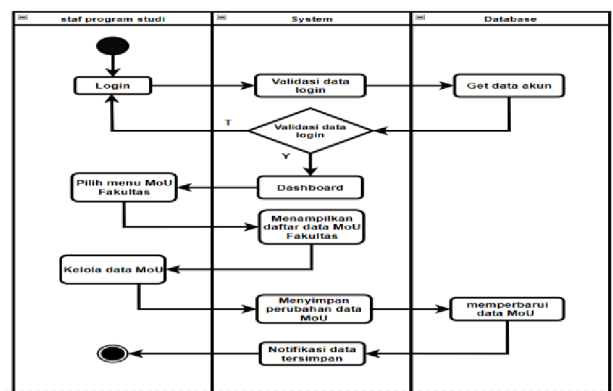 staf program studi
System
Database
Login
Validasi data
login
Get data akun
T
Validasi data
login
Y
Pilih menu MoU
Fakultas
Dashboard
Menampilkan
daftar data MoU
Fakultas
Kelola data MoU
Menyimpan
perubahan data
MoU
memperbarui
data MoU
Notifikasi data
tersimpan